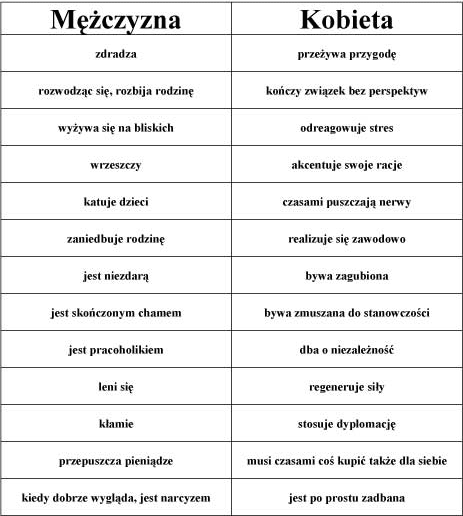 Mężczyzna Kobieta
zdradza przeżywa przygodę
rozwodząc się, rozbija rodzinę kończy związek bez perspektyw
wyżywa się na bliskich odreagowuje stres
wrzeszczy akcentuje swoje racje
katuje dzieci czasami puszczają nerwy
zaniedbuje rodzinę realizuje się zawodowo
jest niezdarą bywa zagubiona
jest skończonym chamem bywa zmuszana do stanowczości
jest pracoholikiem dba o niezależność
leni się regeneruje siły
kłamie stosuje dyplomację
przepuszcza pieniądze musi czasami coś kupić także dla siebie
kiedy dobrze wygląda, jest narcyzem jest po prostu zadbana